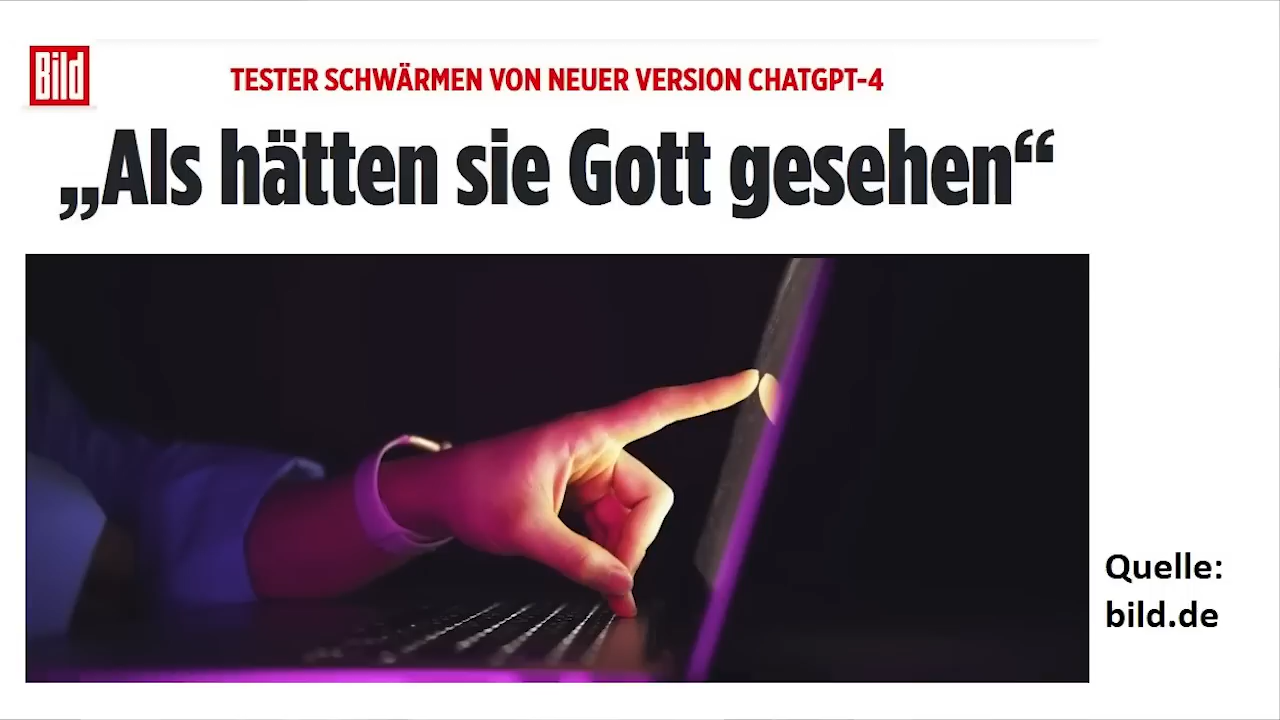 Bild
TESTER SCHWÄRMEN VON NEUER VERSION CHATGPT-4
„Als hätten sie Gott gesehen“
Quelle:
bild.de